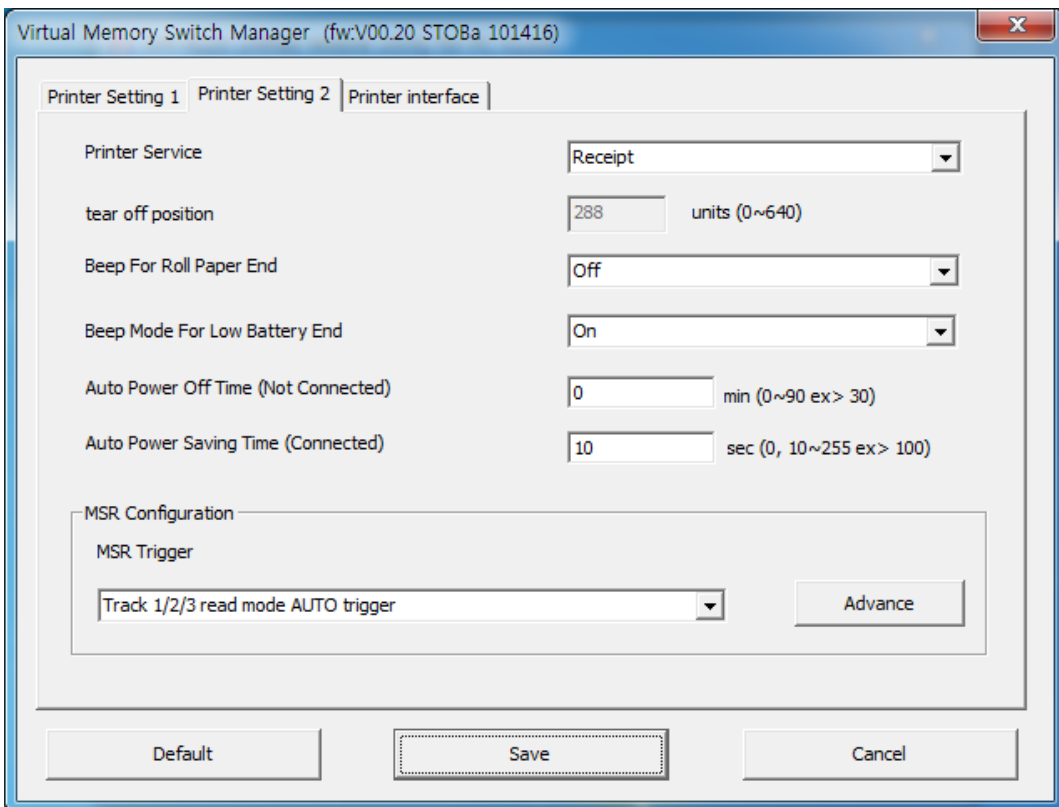 Virtual Memory Switch Manager (fw:V00.20 STOBa 101416)
Printer Setting 1 Printer Setting 2 Printer interface
Printer Service Receipt
tear off position 288 units (0~640)
Beep For Roll Paper End Off
Beep Mode For Low Battery End On
Auto Power Off Time (Not Connected) 0 min (0~90 ex> 30)
Auto Power Saving Time (Connected) 10 sec (0, 10~255 ex> 100)
MSR Configuration
MSR Trigger
Track 1/2/3 read mode AUTO trigger Advance
Default Save Cancel